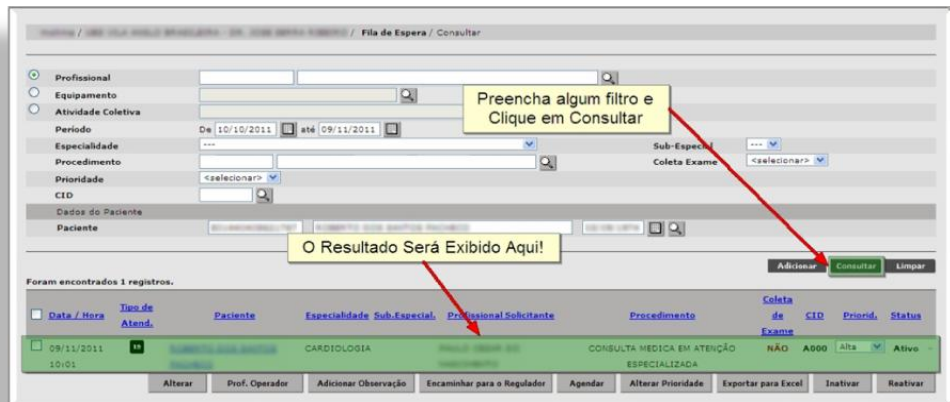 / Fila de Espera / Consultar
Profissional
Equipamento
Atividade Coletiva
Preencha algum filtro e
Clique em Consultar
Período De 10/10/2011 até 09/11/2011
Especialidade --- Sub-Especial --- 
Procedimento Coleta Exame <selecionar>
Prioridade <selecionar>
CID
Dados do Paciente
Paciente
O Resultado Será Exibido Aqui!
Adicionar Consultar Limpar
Foram encontrados 1 registros.
Data / Hora Tipo de Atend. Paciente Especialidade Sub.Especial. Profissional Solicitante Procedimento Coleta de Exame CID Priorid. Status
09/11/2011 10:01 CARDIOLOGIA CONSULTA MEDICA EM ATENÇÃO ESPECIALIZADA NÃO A000 Alta Ativo
Alterar Prof. Operador Adicionar Observação Encaminhar para o Regulador Agendar Alterar Prioridade Exportar para Excel Inativar Reativar